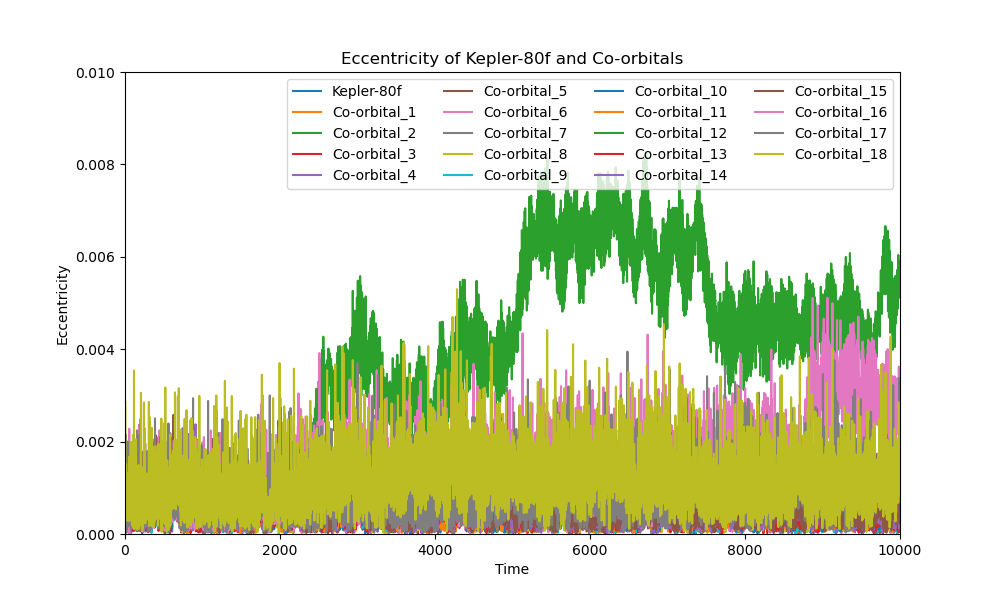 Eccentricity of Kepler-80f and Co-orbitals
0.010
0.008
0.006
0.004
0.002
0.000
Eccentricity
Kepler-80f
Co-orbital_1
Co-orbital_2
Co-orbital_3
Co-orbital_4
Co-orbital_5
Co-orbital_6
Co-orbital_7
Co-orbital_8
Co-orbital_9
Co-orbital_10
Co-orbital_11
Co-orbital_12
Co-orbital_13
Co-orbital_14
Co-orbital_15
Co-orbital_16
Co-orbital_17
Co-orbital_18
0
2000
4000
6000
8000
10000
Time